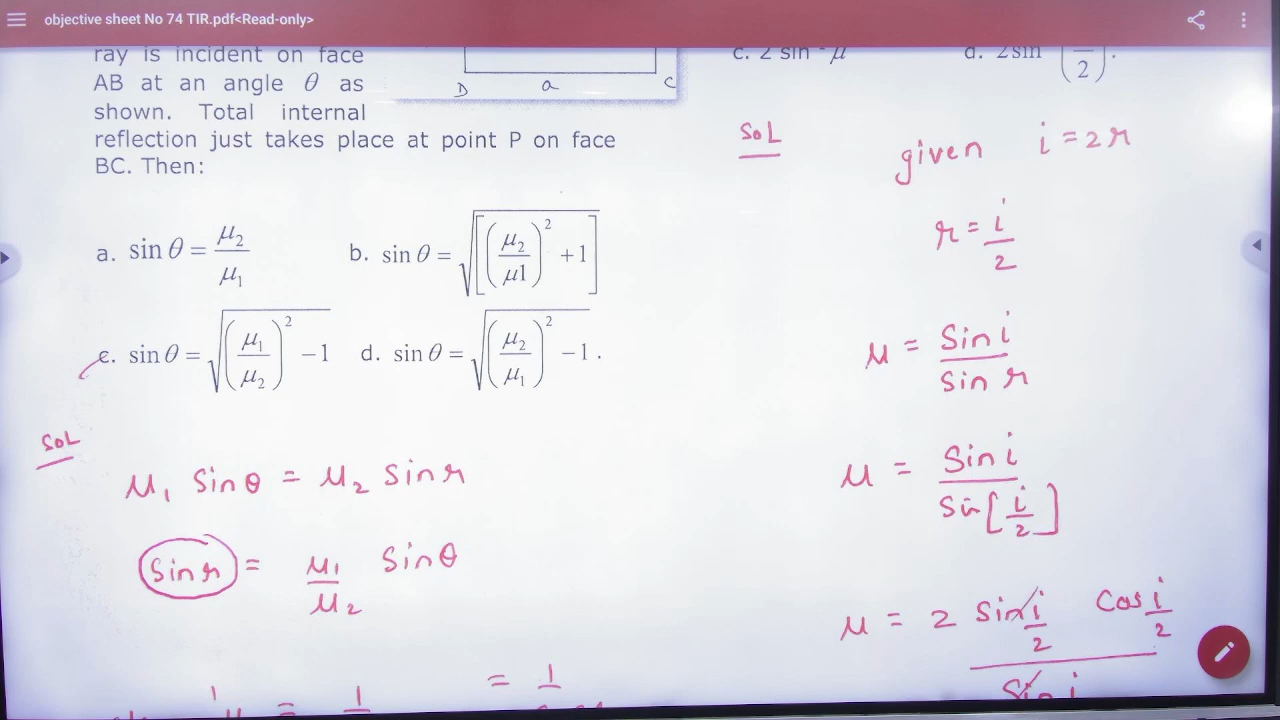 objective sheet No 74 TIR.pdf<Read-only>
ray is incident on face
AB at an angle θ as
shown. Total internal
reflection just takes place at point P on face
BC. Then:
D a C
a. sin θ = μ₂/μ₁
b. sin θ = √[(μ₂/μ1)² + 1]
c. sin θ = √(μ₁/μ₂)² − 1
d. sin θ = √(μ₂/μ₁)² − 1 .
SOL
μ₁ sin θ = μ₂ sin r
sin r = μ₁/μ₂ sin θ
= 1
μ = 1
c. 2 sin⁻ μ
d. 2sin ( /2).
SOL
given i = 2r
r = i/2
μ = Sin i / Sin r
μ = Sin i / Sin[i/2]
μ = 2 Sin i/2 Cos i/2
Sin i